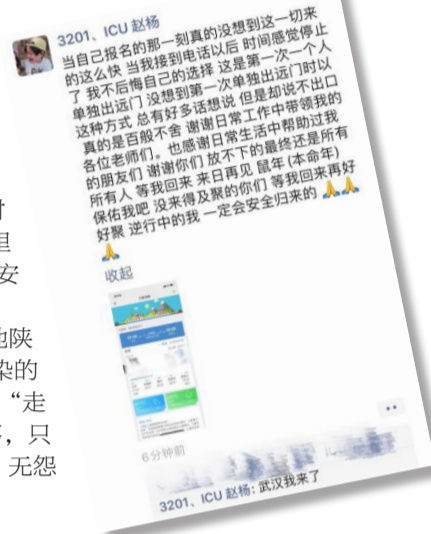 3201、ICU 赵杨
当自己报名的那一刻真的没想到这一切来
的这么快 当我接到电话以后 时间感觉停止
了 我不后悔自己的选择 这是第一次一个人
单独出远门 没想到第一次单独出远门时以
这种方式 总有好多话想说 但是却说不出口
真的是百般不舍 谢谢日常工作中带领我的
各位老师们。也感谢日常生活中帮助过我
的朋友们 谢谢你们 放不下的最终还是所有
所有人 等我回来 来日再见 鼠年 (本命年)
保佑我吧 没来得及聚的你们 等我回来再好
好聚 逆行中的我 一定会安全归来的 🙏🙏
🙏
收起
6分钟前
3201、ICU 赵杨: 武汉我来了
里
安
陕
染的
“走
，只
无怨